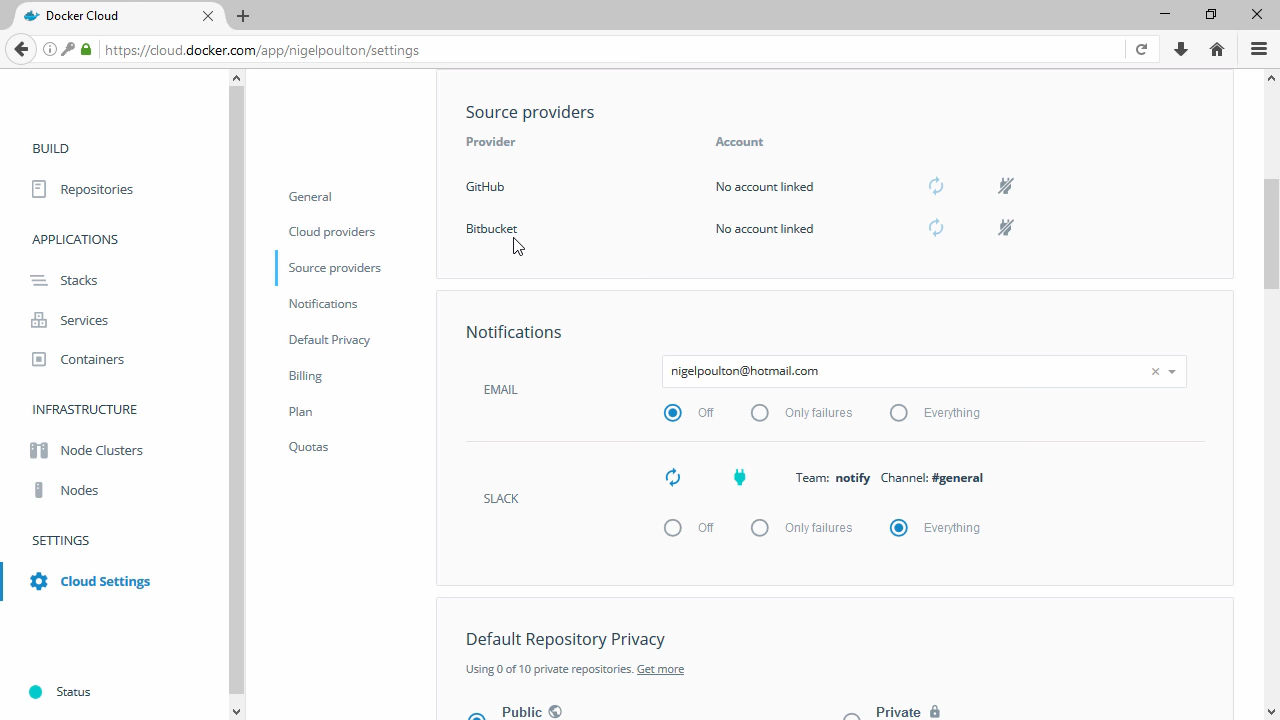 Docker Cloud
https://cloud.docker.com/app/nigelpoulton/settings
BUILD
Repositories
APPLICATIONS
Stacks
Services
Containers
INFRASTRUCTURE
Node Clusters
Nodes
SETTINGS
Cloud Settings
Status
General
Cloud providers
Source providers
Notifications
Default Privacy
Billing
Plan
Quotas
Source providers
Provider Account
GitHub No account linked
Bitbucket No account linked
Notifications
EMAIL
nigelpoulton@hotmail.com
Off Only failures Everything
SLACK
Team: notify Channel: #general
Off Only failures Everything
Default Repository Privacy
Using 0 of 10 private repositories. Get more
Public Private